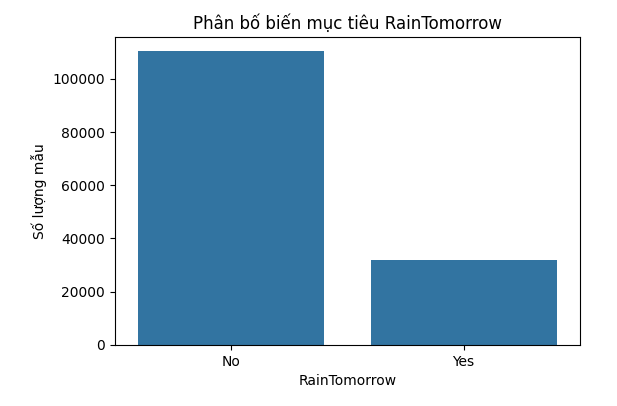 Phân bố biến mục tiêu RainTomorrow
Số lượng mẫu
100000
80000
60000
40000
20000
0
No
Yes
RainTomorrow